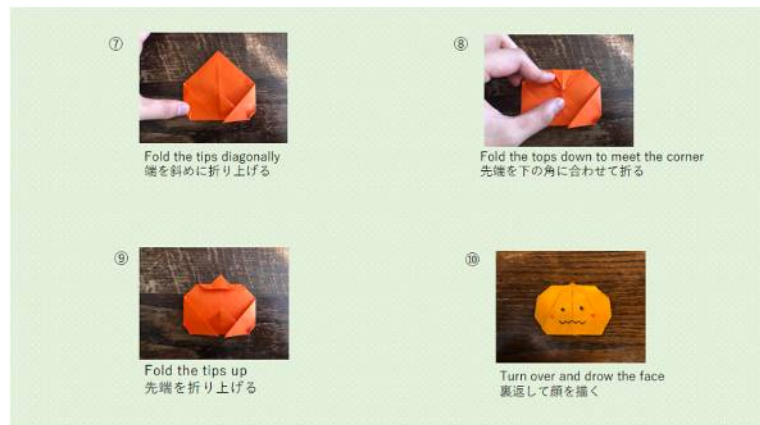 ⑦
Fold the tips diagonally
端を斜めに折り上げる
⑧
Fold the tops down to meet the corner
先端を下の角に合わせて折る
⑨
Fold the tips up
先端を折り上げる
⑩
Turn over and drow the face
裏返して顔を描く